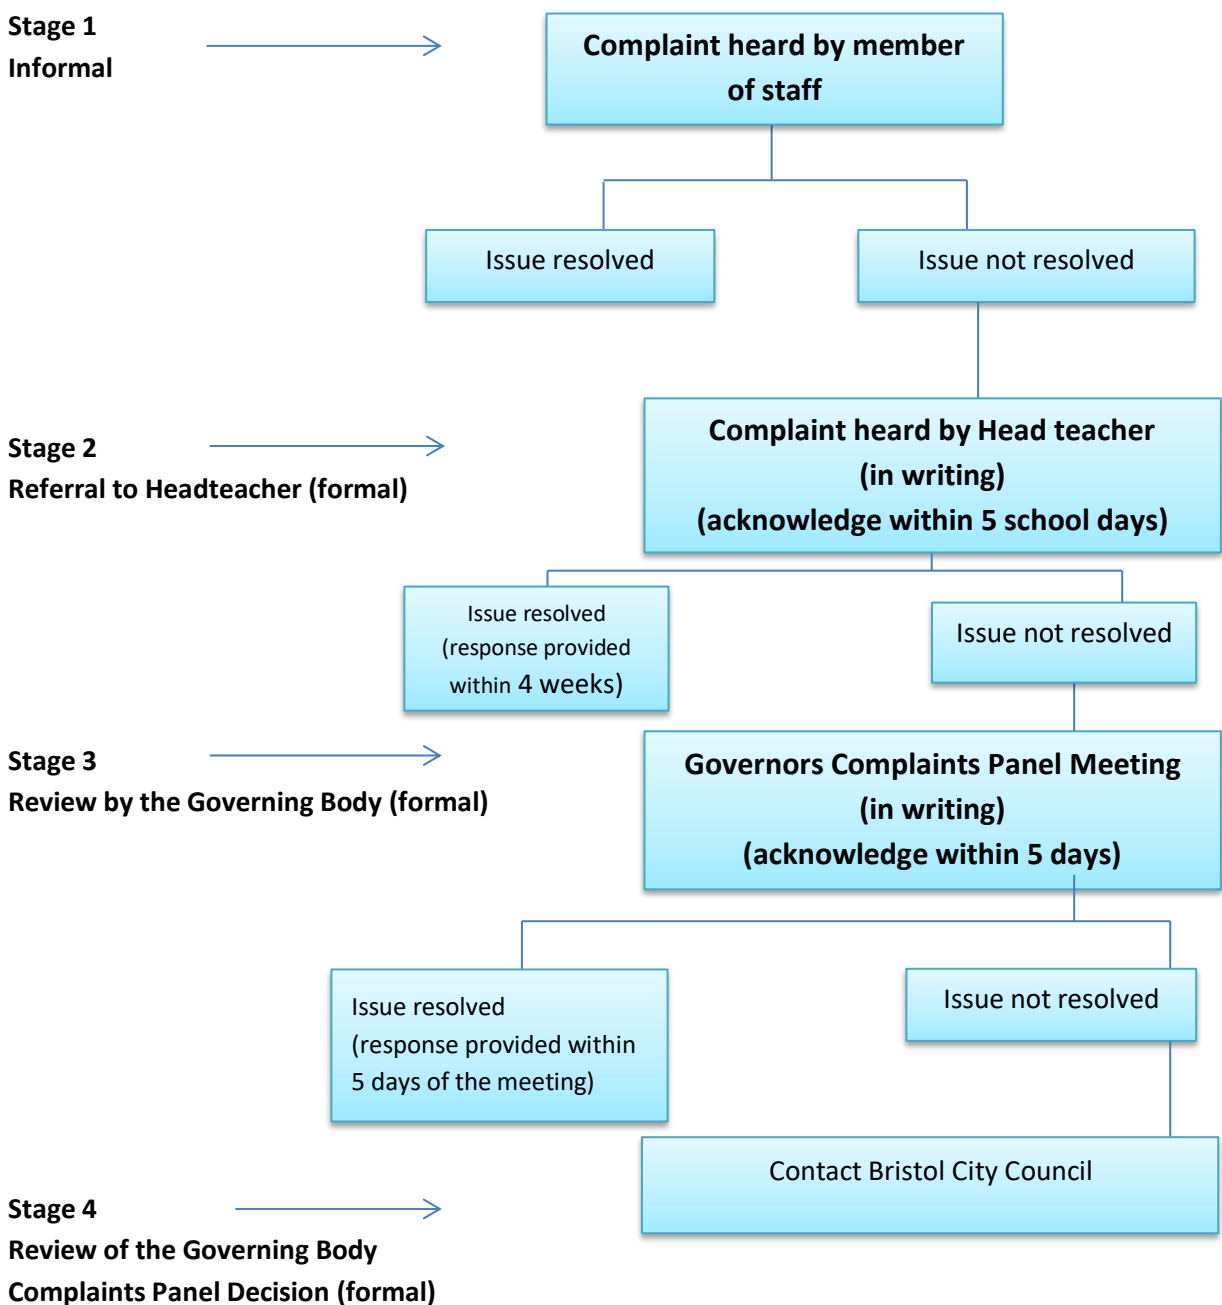 Stage 1
Informal
Complaint heard by member
of staff
Issue resolved
Issue not resolved
Stage 2
Referral to Headteacher (formal)
Complaint heard by Head teacher
(in writing)
(acknowledge within 5 school days)
Issue resolved
(response provided
within 4 weeks)
Issue not resolved
Stage 3
Review by the Governing Body (formal)
Governors Complaints Panel Meeting
(in writing)
(acknowledge within 5 days)
Issue resolved
(response provided within
5 days of the meeting)
Issue not resolved
Contact Bristol City Council
Stage 4
Review of the Governing Body
Complaints Panel Decision (formal)